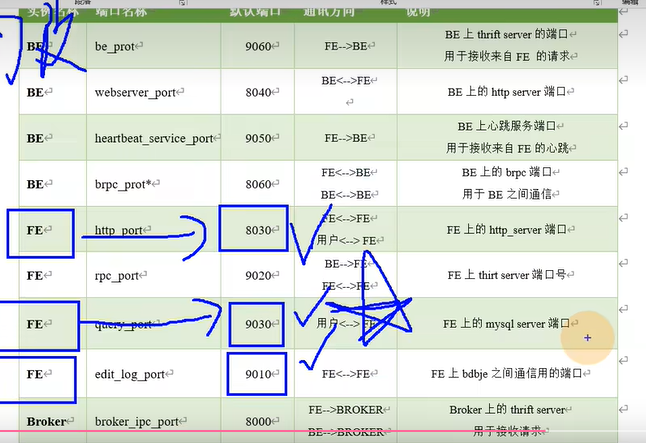 段落
样式
编辑
实例名称 端口名称 默认端口 通讯方向 说明
BE be_prot 9060 FE-->BE BE 上 thrift server 的端口
用于接收来自 FE 的请求
BE webserver_port 8040 BE<-->FE BE 上的 http server 端口
BE heartbeat_service_port 9050 FE-->BE BE 上心跳服务端口
用于接收来自 FE 的心跳
BE brpc_prot* 8060 FE<-->BE BE 上的 brpc 端口
BE<-->BE 用于 BE 之间通信
FE http_port 8030 FE<-->FE FE 上的 http_server 端口
用户<--> FE
FE rpc_port 9020 BE-->FE FE 上 thirt server 端口号
FE<-->FE
FE query_port 9030 用户<--> FE FE 上的 mysql server 端口
FE edit_log_port 9010 FE<-->FE FE 上 bdbje 之间通信用的端口
Broker broker_ipc_port 8000 FE-->BROKER Broker 上的 thrift server
BE-->BROKER 用于接收请求